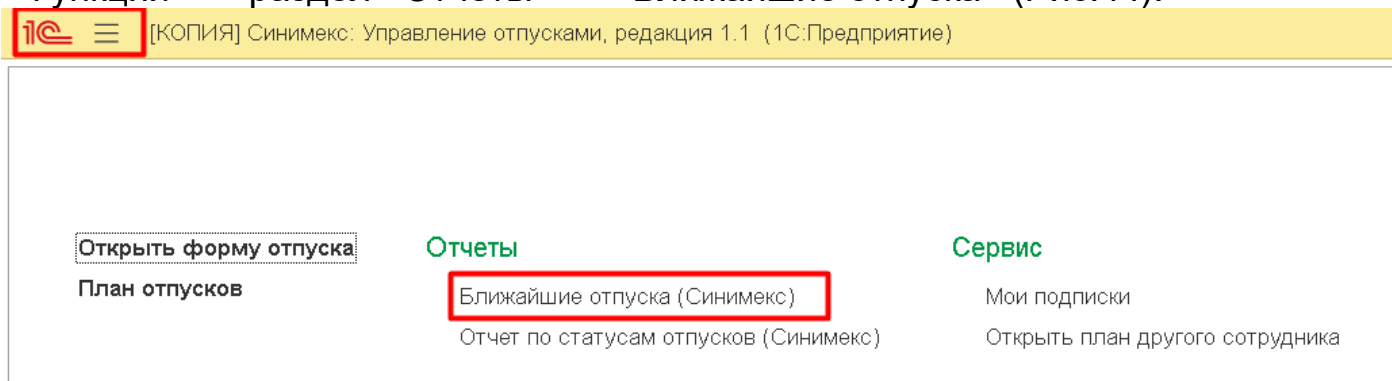 1С [КОПИЯ] Синимекс: Управление отпусками, редакция 1.1 (1С:Предприятие)
Открыть форму отпуска Отчеты Сервис
План отпусков Ближайшие отпуска (Синимекс) Мои подписки
Отчет по статусам отпусков (Синимекс) Открыть план другого сотрудника